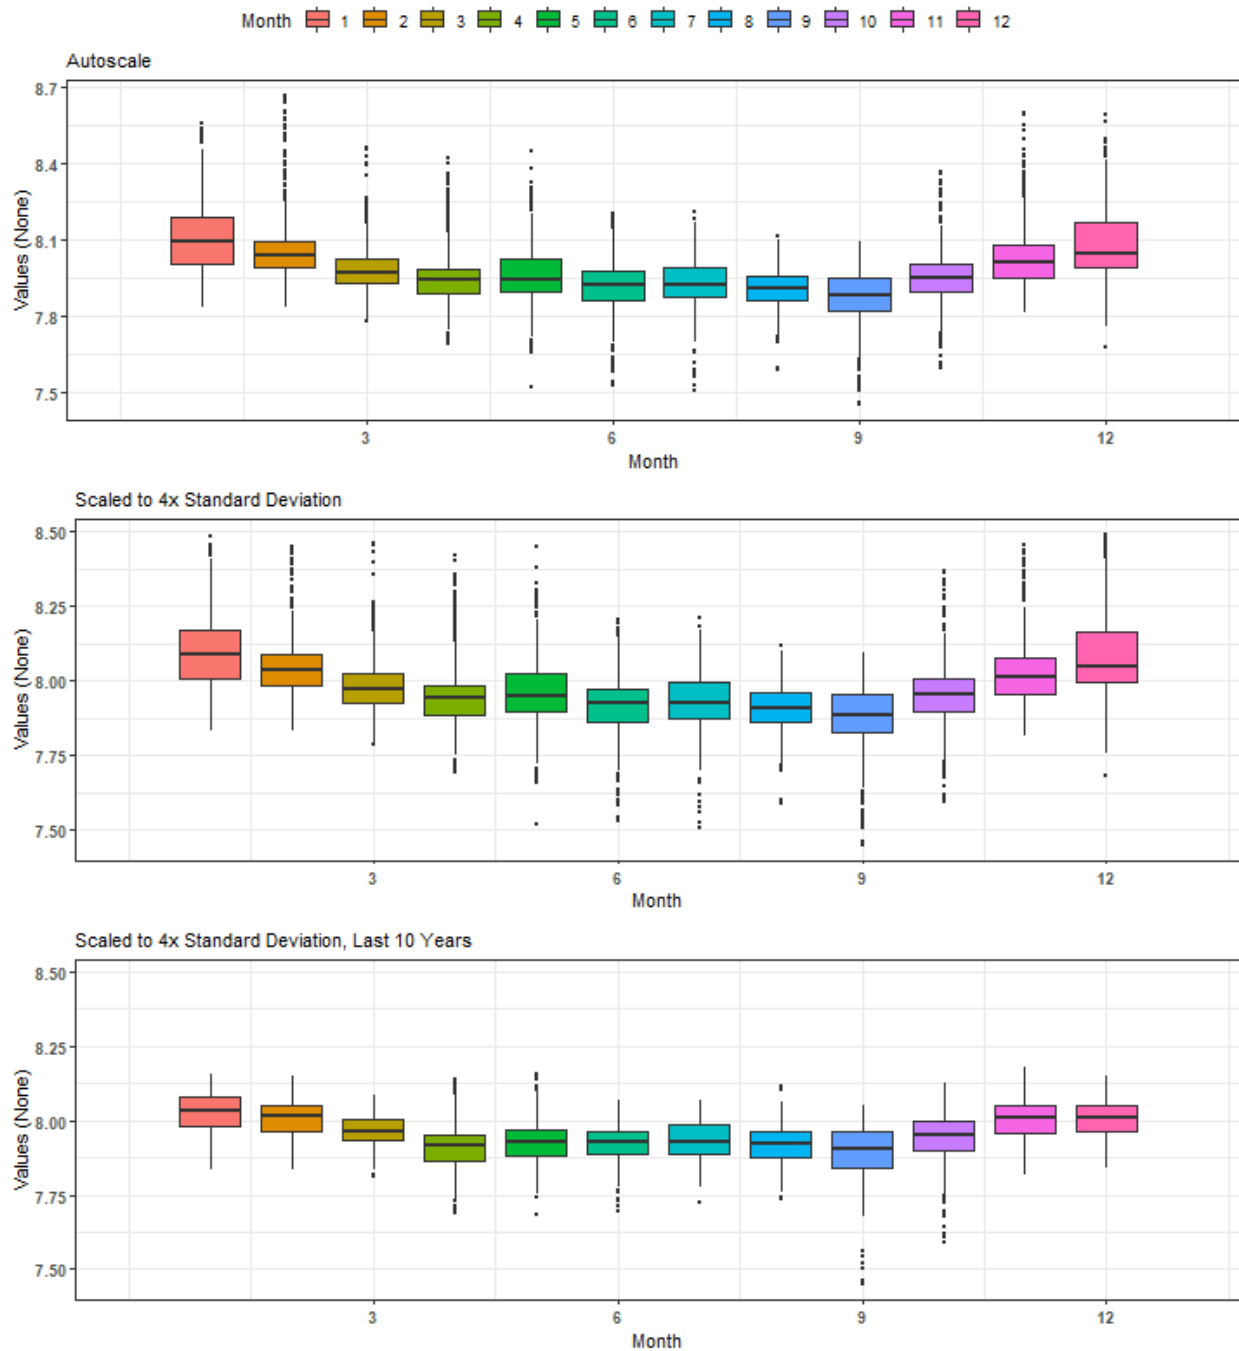 Month 1 2 3 4 5 6 7 8 9 10 11 12
Autoscale
Values (None)
8.7
8.4
8.1
7.8
7.5
3 6 9 12
Month
Scaled to 4x Standard Deviation
Values (None)
8.50
8.25
8.00
7.75
7.50
3 6 9 12
Month
Scaled to 4x Standard Deviation, Last 10 Years
Values (None)
8.50
8.25
8.00
7.75
7.50
3 6 9 12
Month